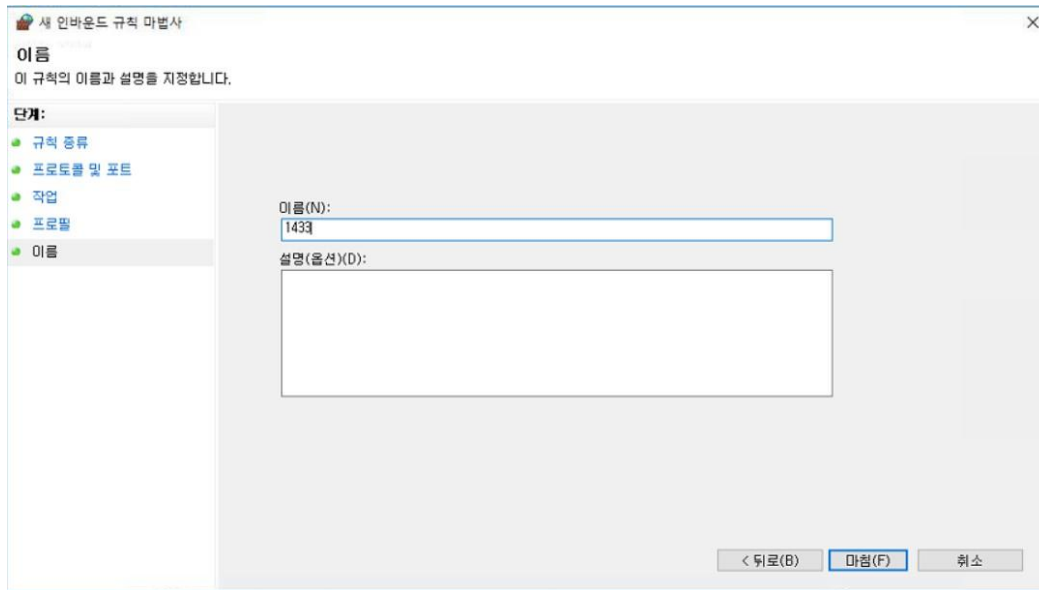 새 인바운드 규칙 마법사
이름
이 규칙의 이름과 설명을 지정합니다.
단계:
규칙 종류
프로토콜 및 포트
작업
프로필
이름
이름(N):
1433
설명(옵션)(D):
< 뒤로(B) 마침(F) 취소